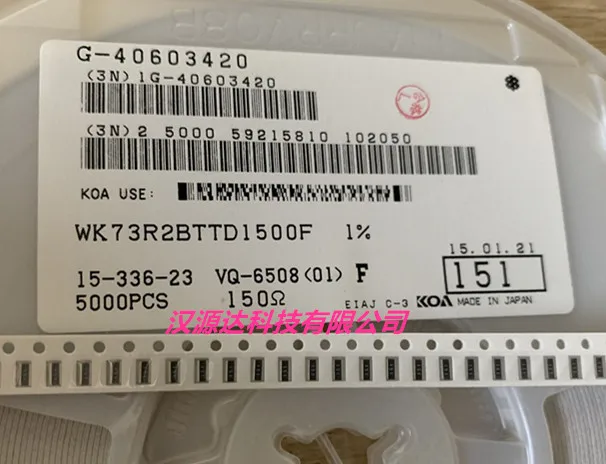 G-40603420
(3N)1G-40603420
(3N)2 5000 59215810 102050
KOA USE:
WK73R2BTTD1500F 1%
15.01.21
15-336-23 VQ-6508(01) F 151
5000PCS 150Ω EIAJ C-3 KOA MADE IN JAPAN
汉源达科技有限公司